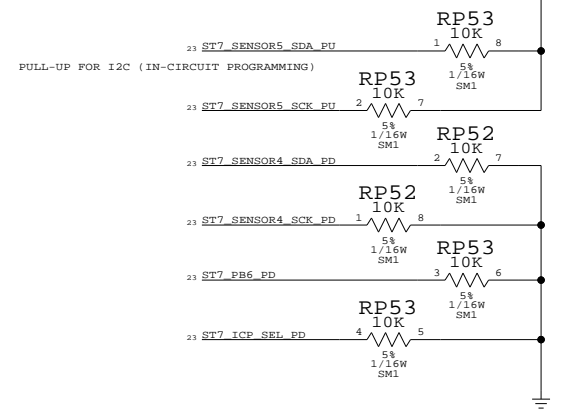 RP53
10K
23 ST7_SENSOR5_SDA_PU 1 8
5%
1/16W
SM1
PULL-UP FOR I2C (IN-CIRCUIT PROGRAMMING)
RP53
10K
23 ST7_SENSOR5_SCK_PU 2 7
5%
1/16W
SM1
RP52
10K
23 ST7_SENSOR4_SDA_PD 2 7
5%
1/16W
SM1
RP52
10K
23 ST7_SENSOR4_SCK_PD 1 8
5%
1/16W
SM1
RP53
10K
23 ST7_PB6_PD 3 6
5%
1/16W
SM1
RP53
10K
23 ST7_ICP_SEL_PD 4 5
5%
1/16W
SM1